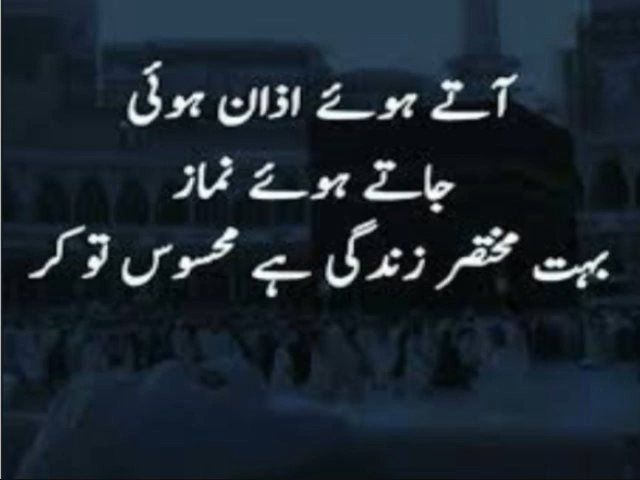 آتے ہوئے اذان ہوئی
جاتے ہوئے نماز
بہت مختصر زندگی ہے محسوس تو کر